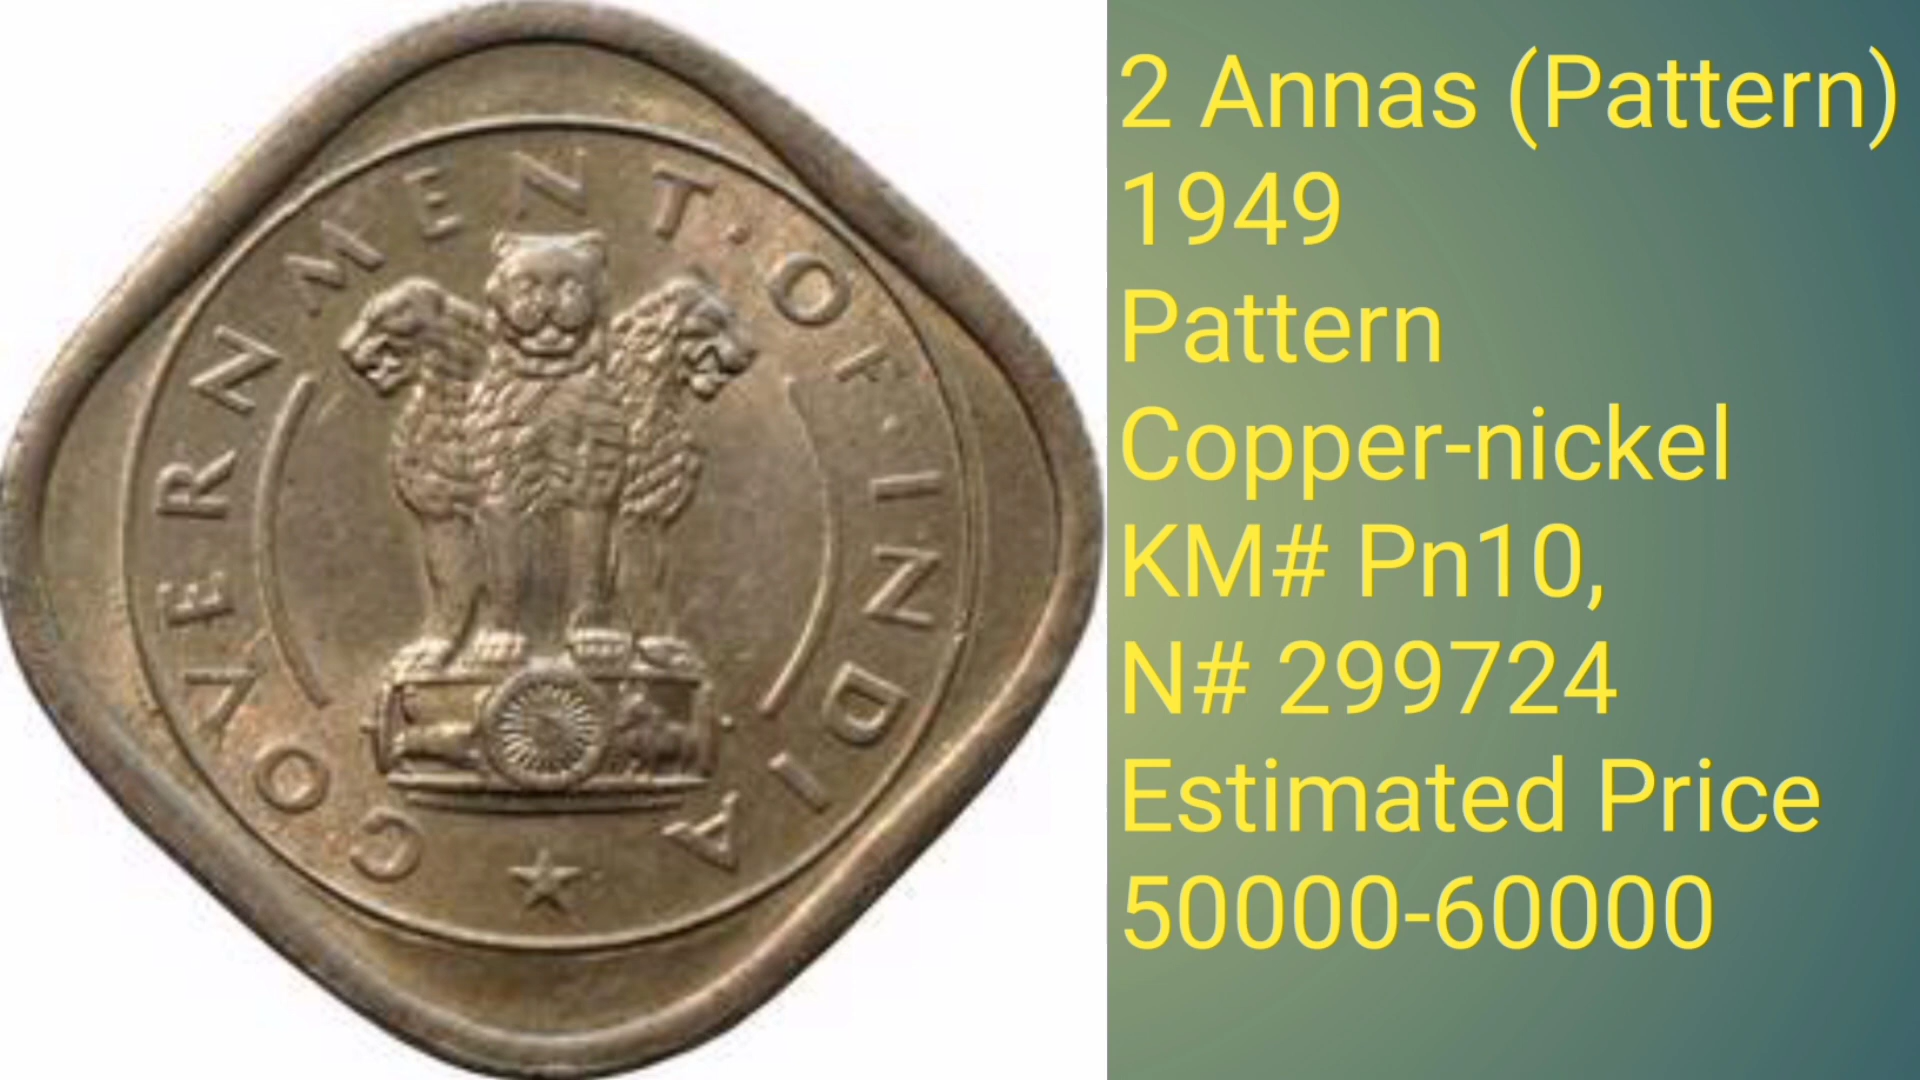 GOVERNMENT·OF·INDIA
2 Annas (Pattern)
1949
Pattern
Copper-nickel
KM# Pn10,
N# 299724
Estimated Price
50000-60000